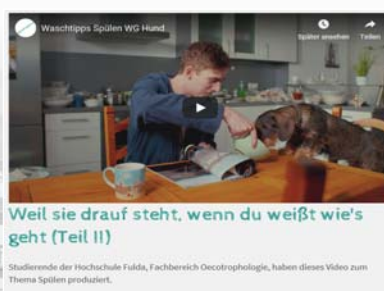 Waschtipps Spülen WG Hund
Später ansehen
Teilen
Weil sie drauf steht, wenn du weißt wie's
geht (Teil II)
Studierende der Hochschule Fulda, Fachbereich Oecotrophologie, haben dieses Video zum
Thema Spülen produziert.